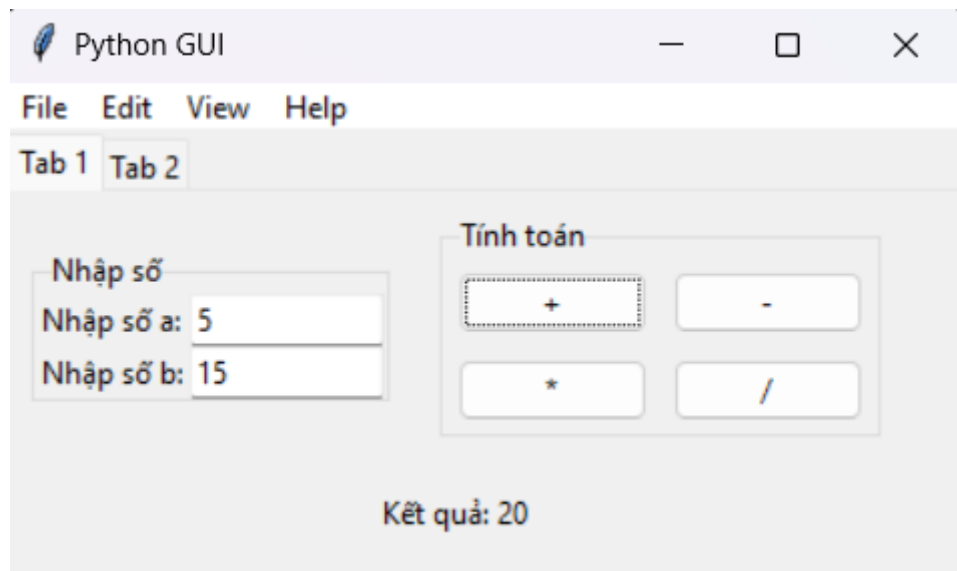 Python GUI
File Edit View Help
Tab 1 Tab 2
Nhập số
Nhập số a: 5
Nhập số b: 15
Tính toán
+ -
* /
Kết quả: 20